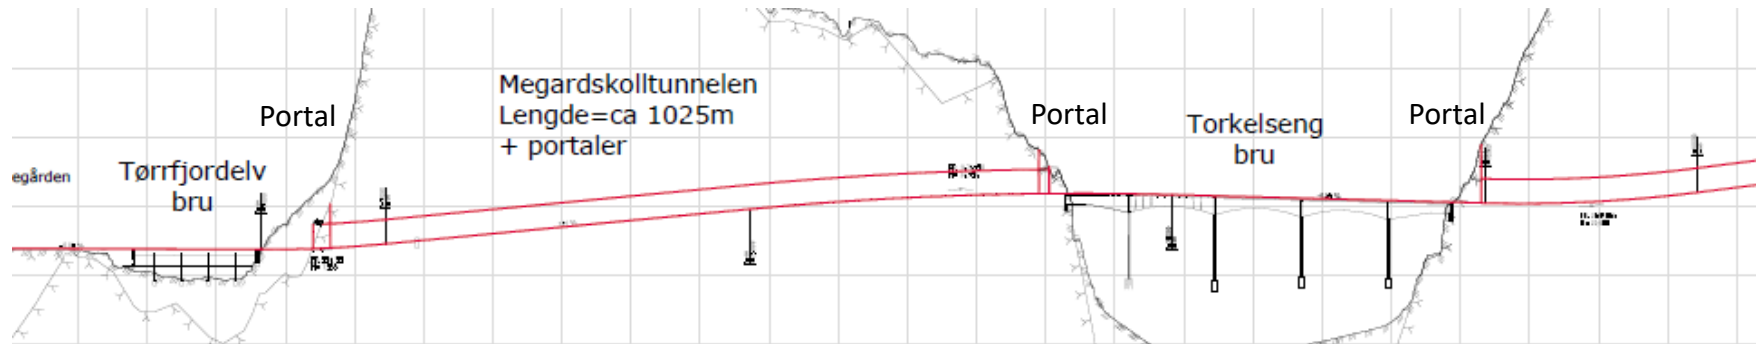 Megardskolltunnelen
Lengde=ca 1025m
+ portaler
Portal
Portal
Portal
Torkelseng
bru
Tørrfjordelv
bru
egården